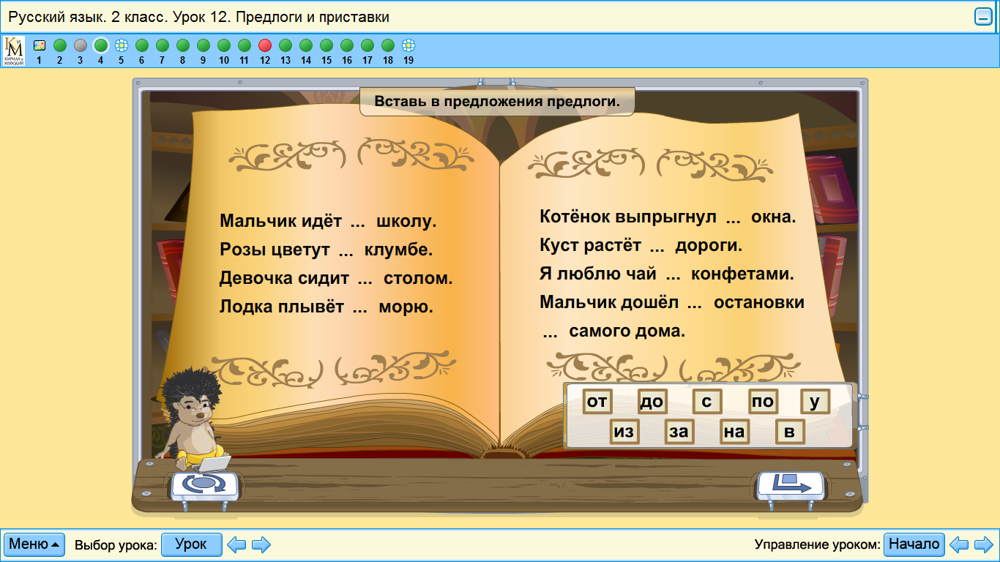 Русский язык. 2 класс. Урок 12. Предлоги и приставки
КиМ
КИРИЛЛ и МЕФОДИЙ
1 2 3 4 5 6 7 8 9 10 11 12 13 14 15 16 17 18 19
Вставь в предложения предлоги.
Мальчик идёт ... школу.
Розы цветут ... клумбе.
Девочка сидит ... столом.
Лодка плывёт ... морю.
Котёнок выпрыгнул ... окна.
Куст растёт ... дороги.
Я люблю чай ... конфетами.
Мальчик дошёл ... остановки
... самого дома.
от до с по у
из за на в
Меню Выбор урока: Урок Управление уроком: Начало